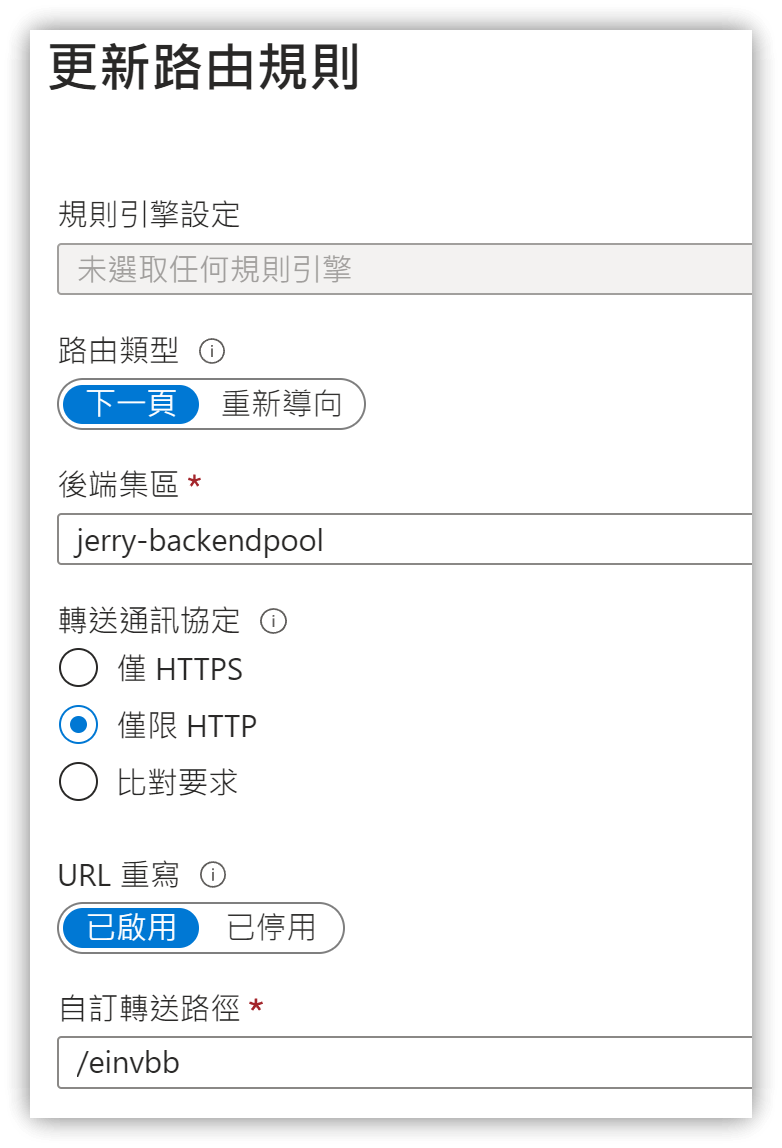 更新路由規則
規則引擎設定
未選取任何規則引擎
路由類型
下一頁 重新導向
後端集區 *
jerry-backendpool
轉送通訊協定
僅 HTTPS
僅限 HTTP
比對要求
URL 重寫
已啟用 已停用
自訂轉送路徑 *
/einvbb